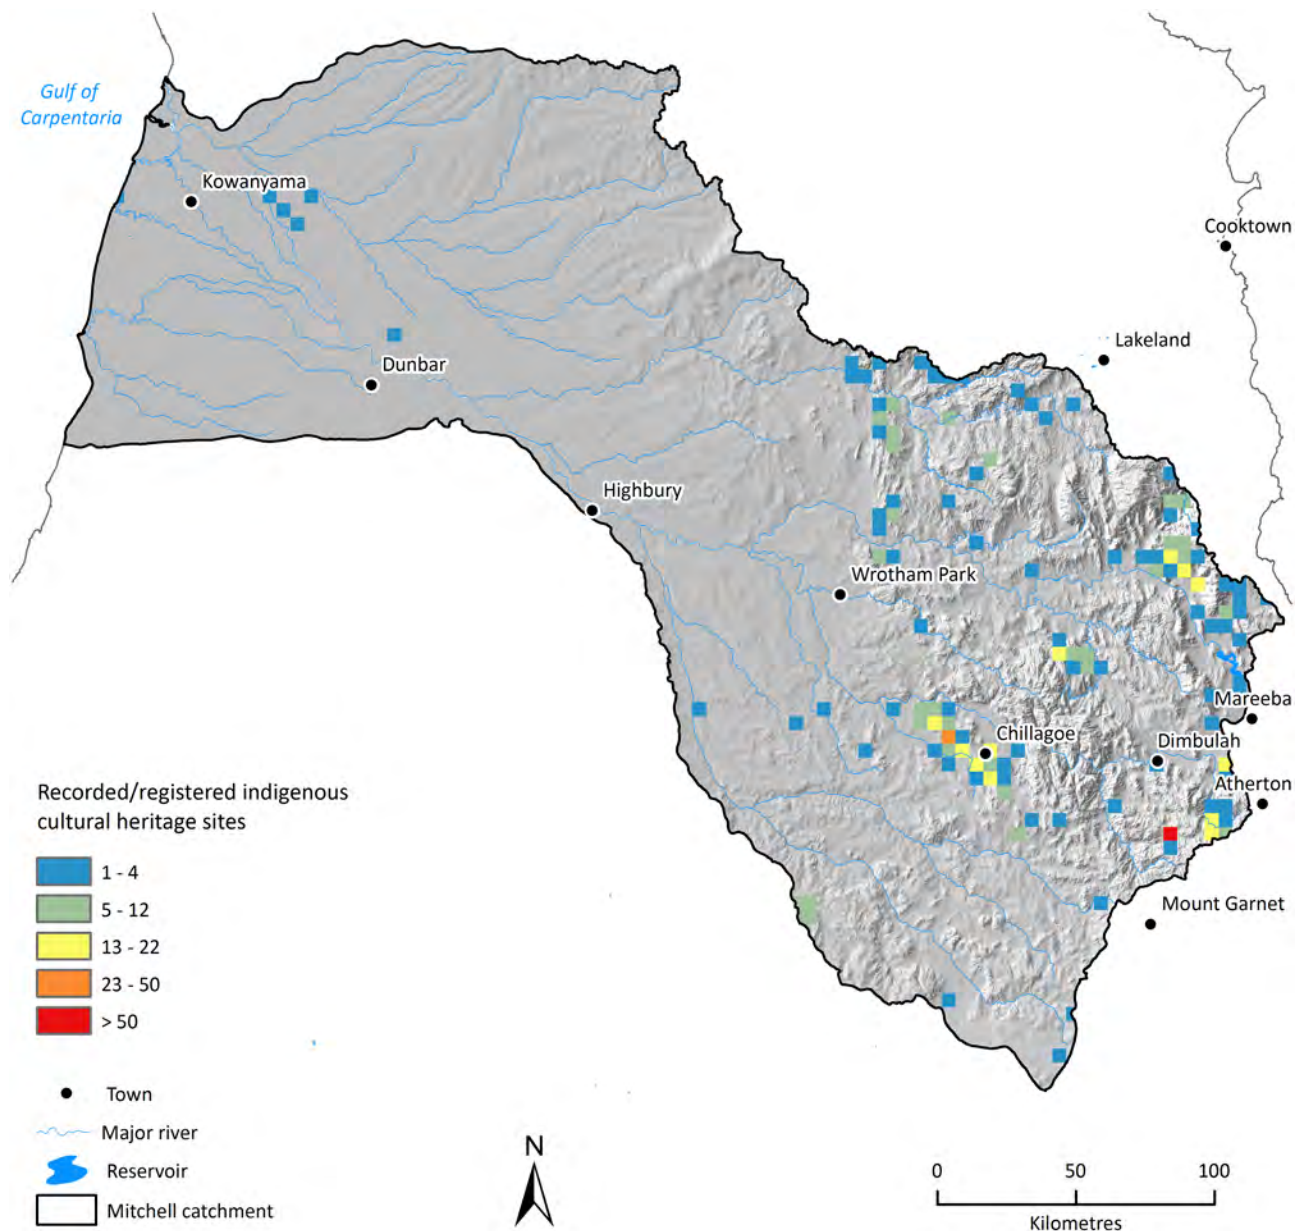 Gulf of
Carpentaria
Kowanyama
Cooktown
Lakeland
Dunbar
Highbury
Wrotham Park
Mareeba
Chillagoe
Dimbulah
Atherton
Mount Garnet
Recorded/registered indigenous
cultural heritage sites
1 - 4
5 - 12
13 - 22
23 - 50
> 50
Town
Major river
Reservoir
Mitchell catchment
N
0 50 100
Kilometres